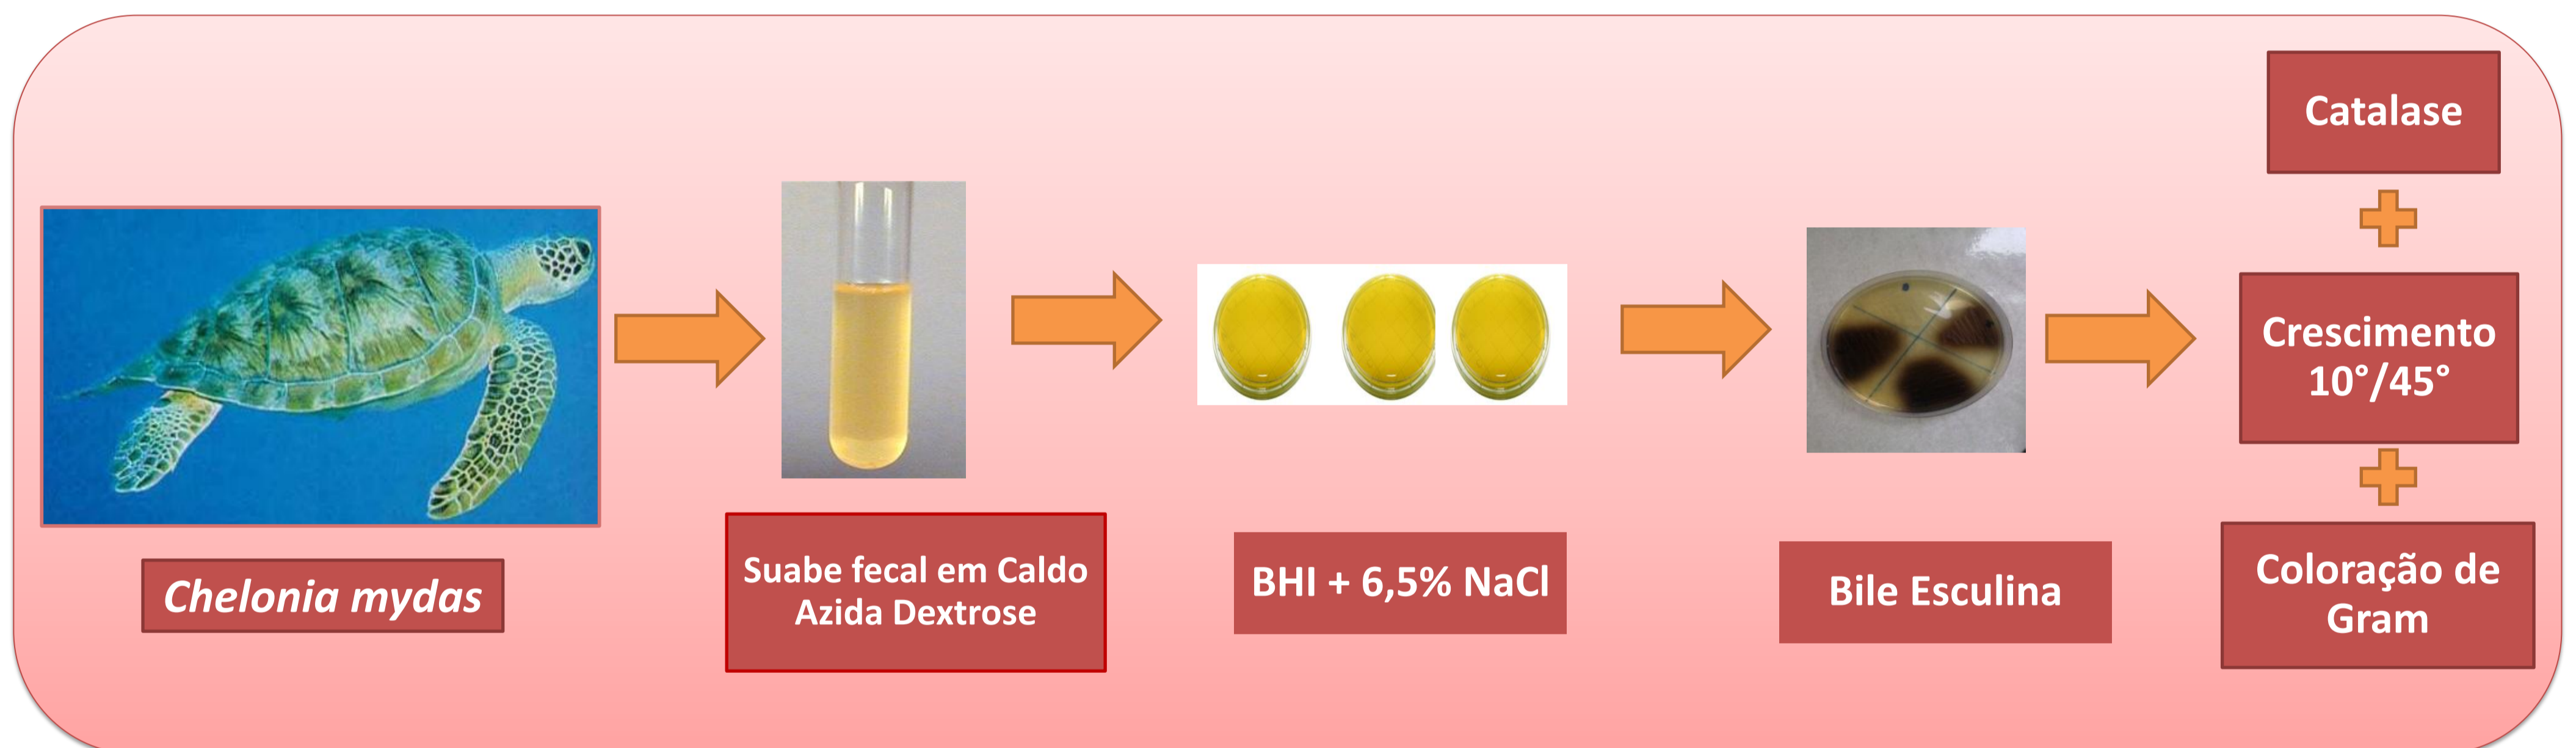 Chelonia mydas
Suabe fecal em Caldo
Azida Dextrose
BHI + 6,5% NaCl
Bile Esculina
Catalase
Crescimento
10°/45°
Coloração de
Gram